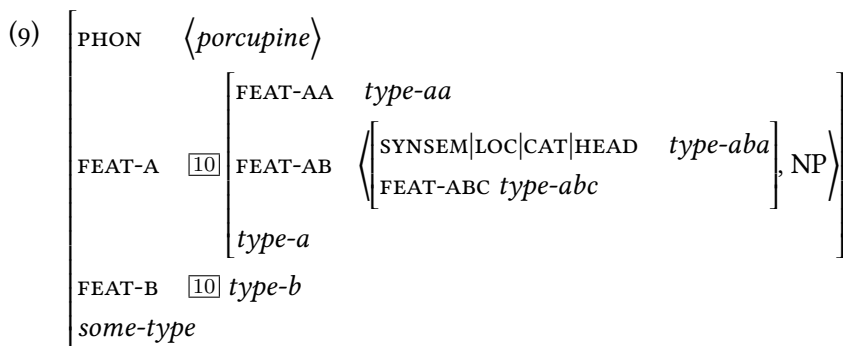 (9)
PHON ⟨porcupine⟩
FEAT-AA type-aa
FEAT-A 10 FEAT-AB ⟨[SYNSEM|LOC|CAT|HEAD type-aba
FEAT-ABC type-abc], NP⟩
type-a
FEAT-B 10 type-b
some-type